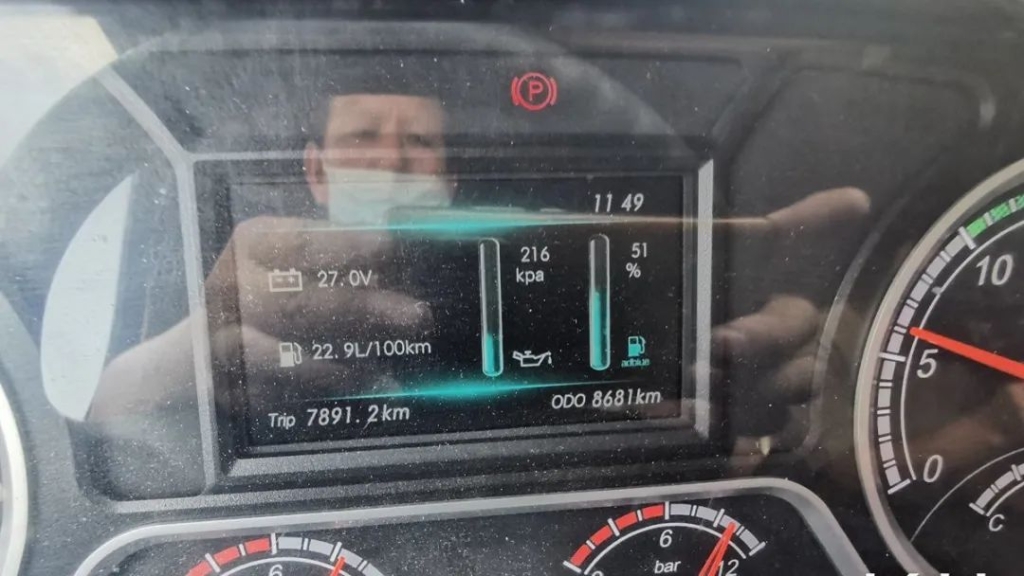 P
11 49
216
kpa
51
%
27.0V
22.9L/100km
adblue
Trip 7891.2km
ODO 8681km
10
5
0
C
6
6
bar
12